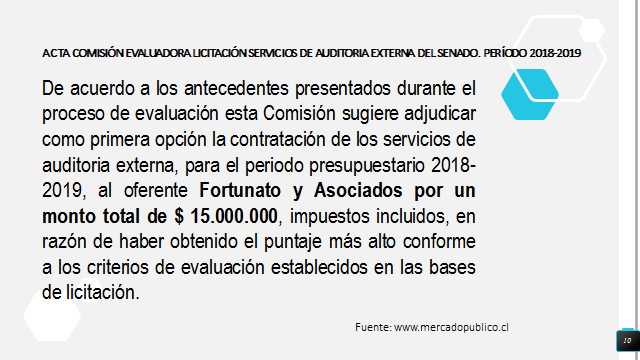 ACTA COMISIÓN EVALUADORA LICITACIÓN SERVICIOS DE AUDITORIA EXTERNA DEL SENADO. PERÍODO 2018-2019
De acuerdo a los antecedentes presentados durante el
proceso de evaluación esta Comisión sugiere adjudicar
como primera opción la contratación de los servicios de
auditoria externa, para el periodo presupuestario 2018-
2019, al oferente Fortunato y Asociados por un
monto total de $ 15.000.000, impuestos incluidos, en
razón de haber obtenido el puntaje más alto conforme
a los criterios de evaluación establecidos en las bases
de licitación.
Fuente: www.mercadopublico.cl
10